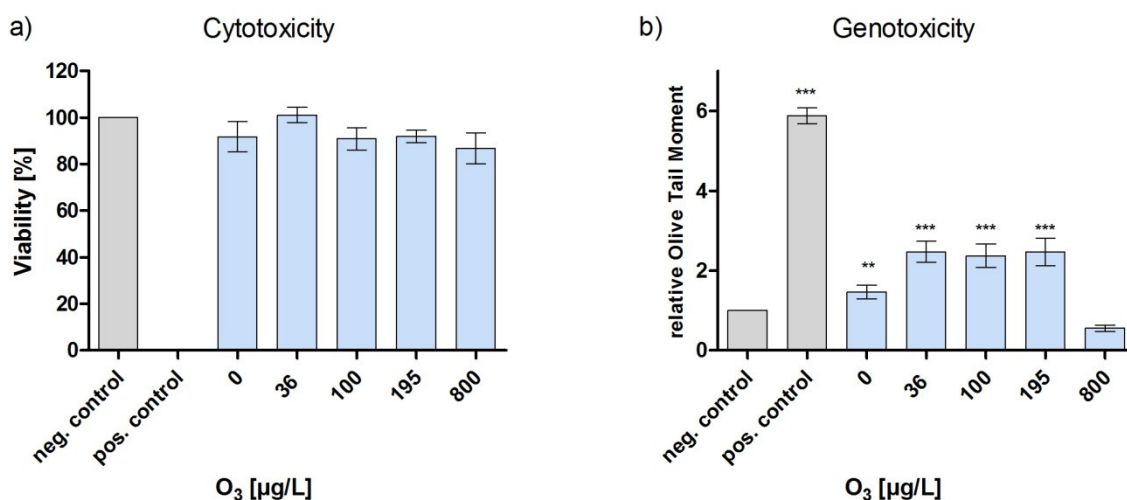 a) Cytotoxicity
Viability [%]
120
100
80
60
40
20
0
neg. control
pos. control
0
36
100
195
800
O₃ [µg/L]
b) Genotoxicity
relative Olive Tail Moment
6
4
2
0
***
**
***
***
***
neg. control
pos. control
0
36
100
195
800
O₃ [µg/L]